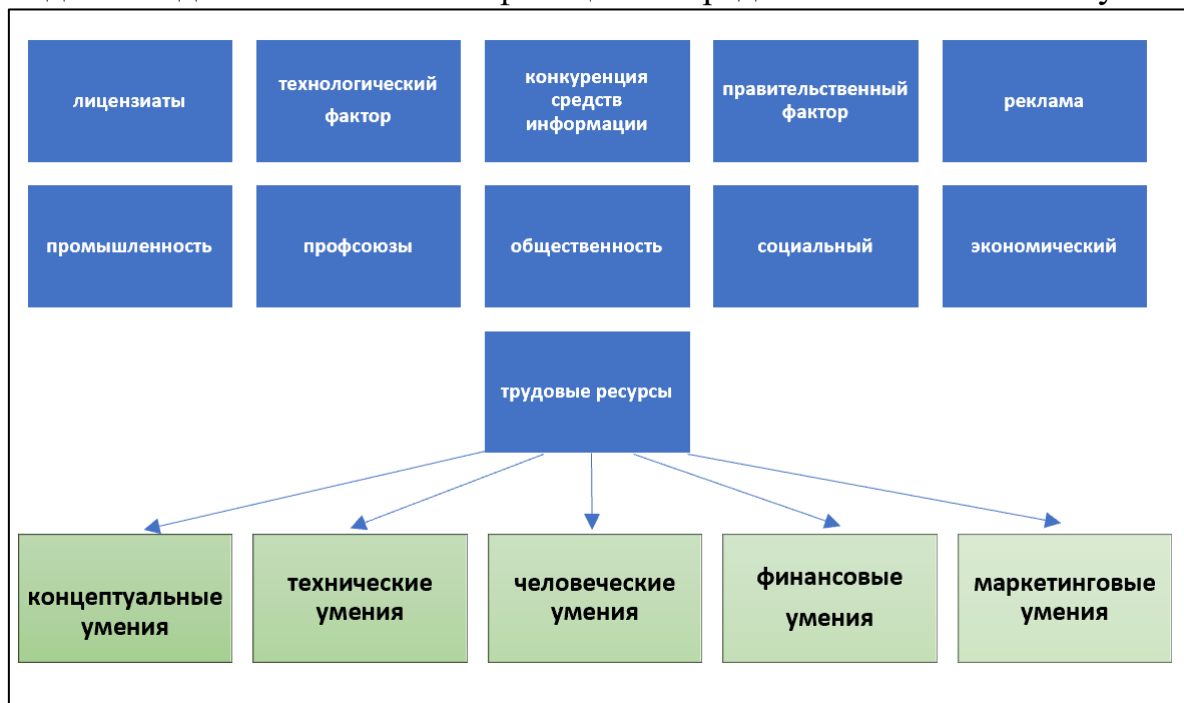 лицензиаты
технологический
фактор
конкуренция
средств
информации
правительственный
фактор
реклама
промышленность
профсоюзы
общественность
социальный
экономический
трудовые ресурсы
концептуальные
умения
технические
умения
человеческие
умения
финансовые
умения
маркетинговые
умения